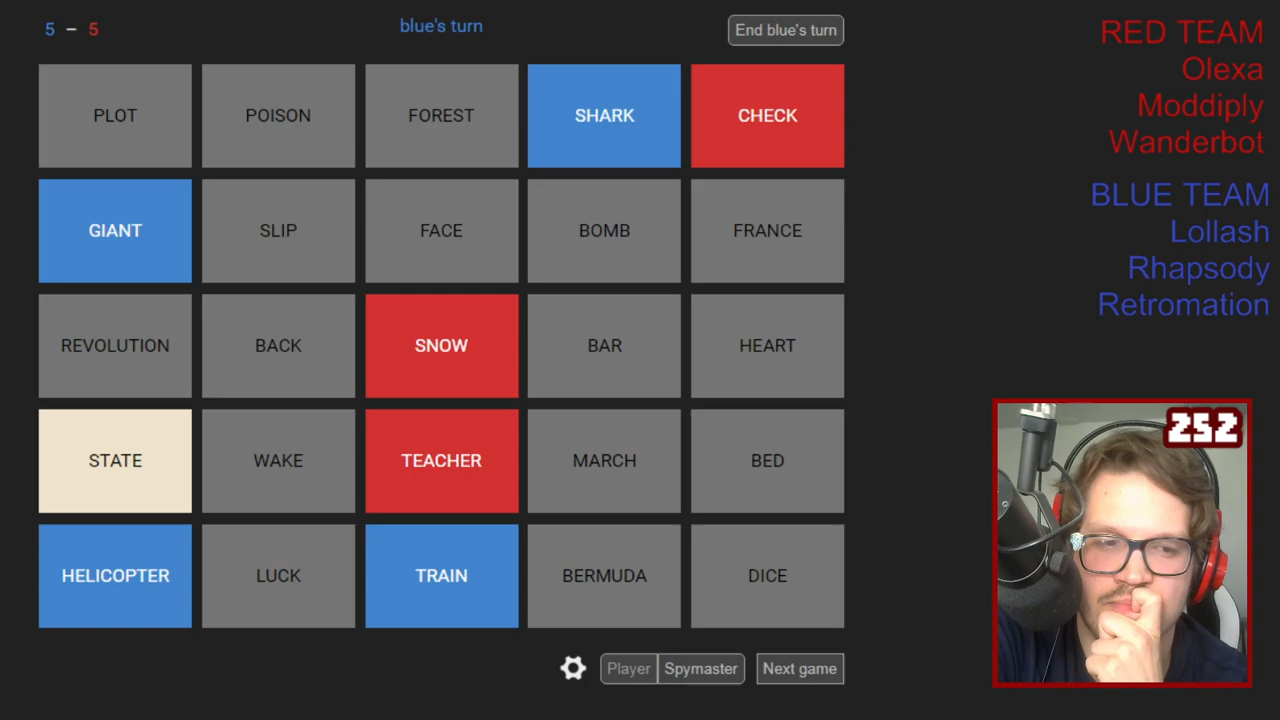 5 – 5
blue's turn
End blue's turn
PLOT
POISON
FOREST
SHARK
CHECK
GIANT
SLIP
FACE
BOMB
FRANCE
REVOLUTION
BACK
SNOW
BAR
HEART
STATE
WAKE
TEACHER
MARCH
BED
HELICOPTER
LUCK
TRAIN
BERMUDA
DICE
Player
Spymaster
Next game
RED TEAM
Olexa
Moddiply
Wanderbot
BLUE TEAM
Lollash
Rhapsody
Retromation
252